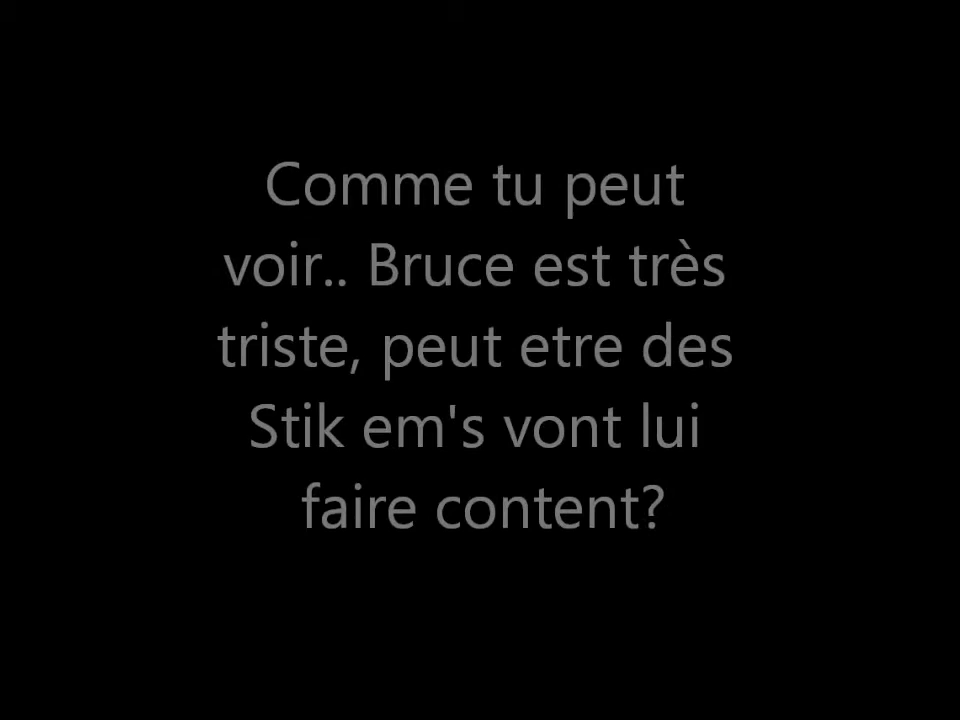 Comme tu peut
voir.. Bruce est très
triste, peut etre des
Stik em's vont lui
faire content?